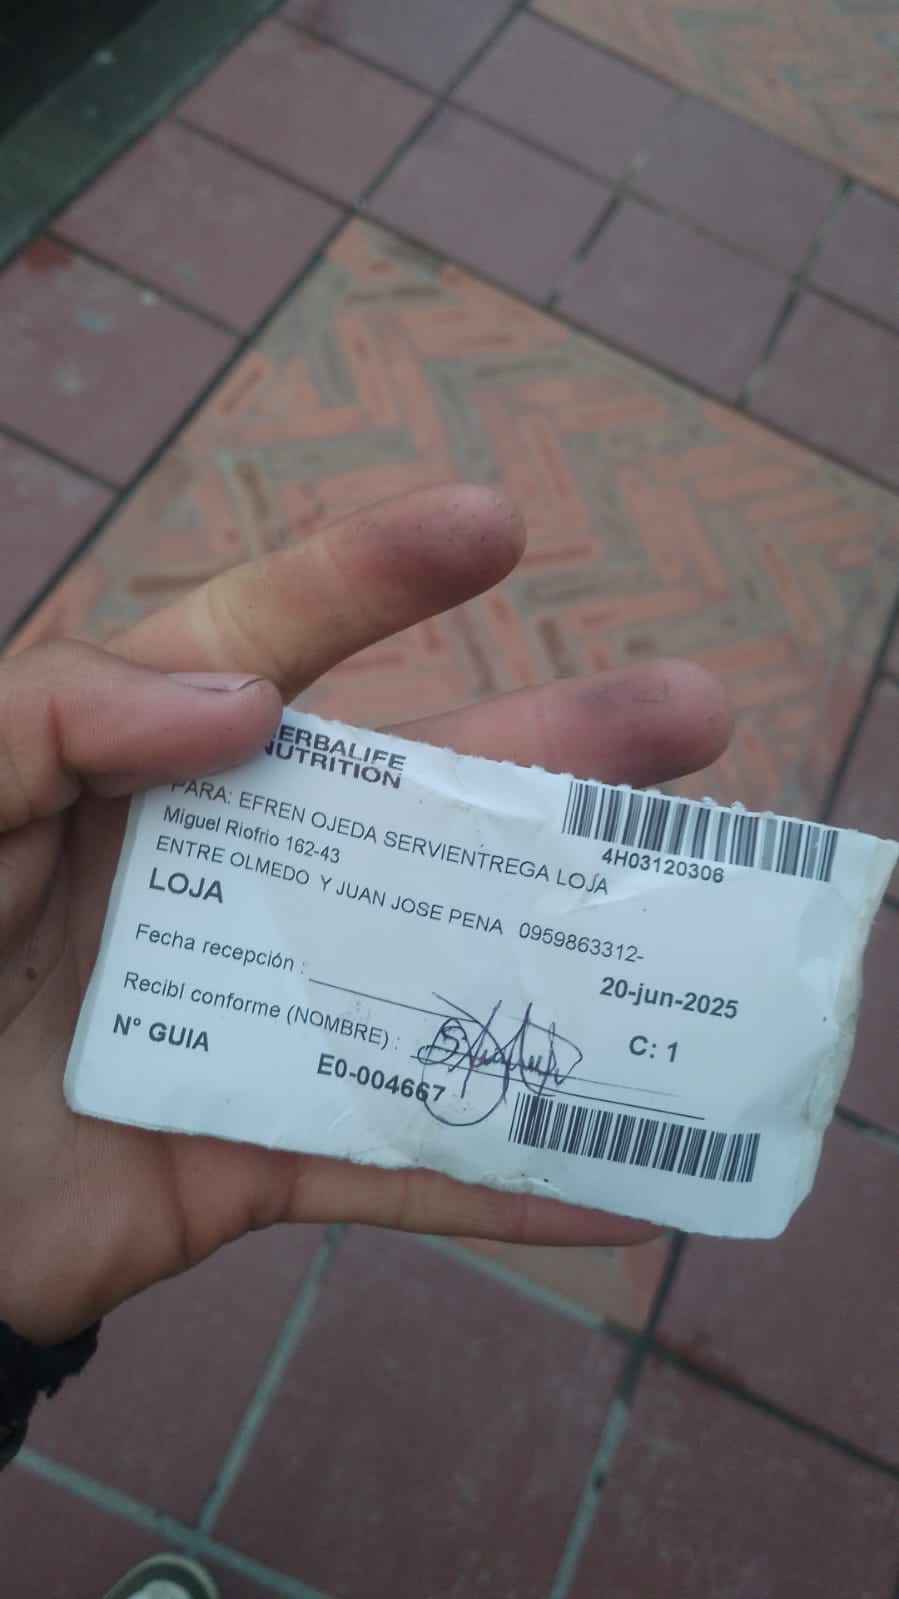 ERBALIFE
NUTRITION
PARA: EFREN OJEDA SERVIENTREGA LOJA
Miguel Riofrio 162-43
ENTRE OLMEDO Y JUAN JOSE PENA 0959863312-
LOJA
4H03120306
20-jun-2025
Fecha recepción :
Recibí conforme (NOMBRE) :
C: 1
N° GUIA
E0-004667